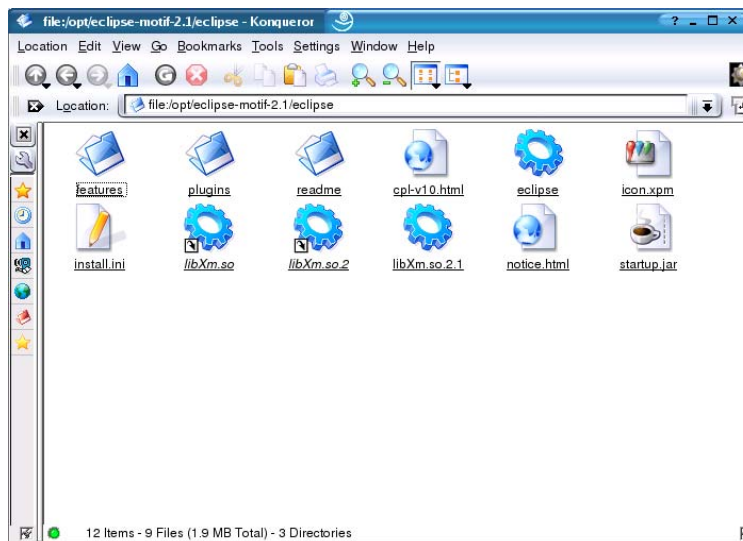 file:/opt/eclipse-motif-2.1/eclipse - Konqueror
Location Edit View Go Bookmarks Tools Settings Window Help
Location: file:/opt/eclipse-motif-2.1/eclipse
features plugins readme cpl-v10.html eclipse icon.xpm
install.ini libXm.so libXm.so.2 libXm.so.2.1 notice.html startup.jar
12 Items - 9 Files (1.9 MB Total) - 3 Directories